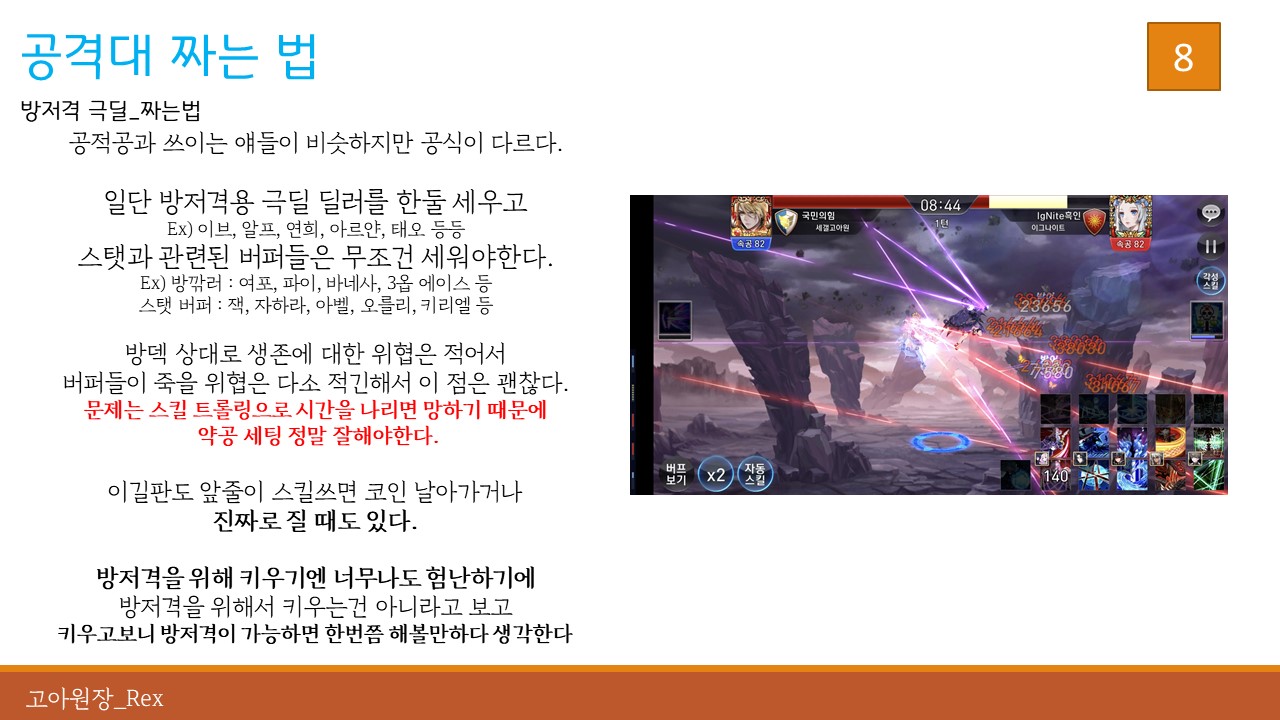 공격대 짜는 법
8
방저격 극딜_짜는법
공적공과 쓰이는 얘들이 비슷하지만 공식이 다르다.
일단 방저격용 극딜 딜러를 한둘 세우고
Ex) 이브, 알프, 연희, 아르얀, 태오 등등
스탯과 관련된 버퍼들은 무조건 세워야한다.
Ex) 방깎러 : 여포, 파이, 바네사, 3옵 에이스 등
스탯 버퍼 : 잭, 자하라, 아벨, 오를리, 키리엘 등
방덱 상대로 생존에 대한 위협은 적어서
버퍼들이 죽을 위협은 다소 적긴해서 이 점은 괜찮다.
문제는 스킬 트롤링으로 시간을 나리면 망하기 때문에
약공 세팅 정말 잘해야한다.
이길판도 앞줄이 스킬쓰면 코인 날아가거나
진짜로 질 때도 있다.
방저격을 위해 키우기엔 너무나도 험난하기에
방저격을 위해서 키우는건 아니라고 보고
키우고보니 방저격이 가능하면 한번쯤 해볼만하다 생각한다
국민의힘
세겔고아원
속공 82
08:44
1턴
IgNite흑인
이그나이트
속공 82
각성
스킬
23656
88030
27580
81067
버프
보기
x2
자동
스킬
140
고아원장_Rex